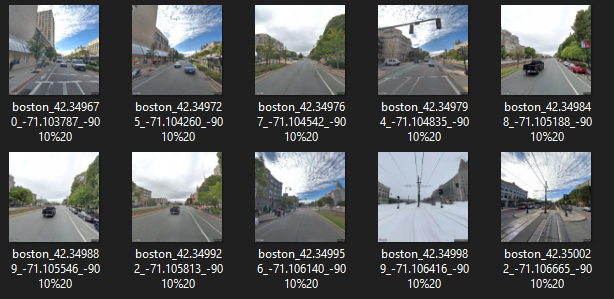 boston_42.34967
0_-71.103787_-90
10%20
boston_42.34972
5_-71.104260_-90
10%20
boston_42.34976
7_-71.104542_-90
10%20
boston_42.34979
4_-71.104835_-90
10%20
boston_42.34984
8_-71.105188_-90
10%20
boston_42.34988
9_-71.105546_-90
10%20
boston_42.34992
2_-71.105813_-90
10%20
boston_42.34995
6_-71.106140_-90
10%20
boston_42.34998
9_-71.106416_-90
10%20
boston_42.35002
2_-71.106665_-90
10%20